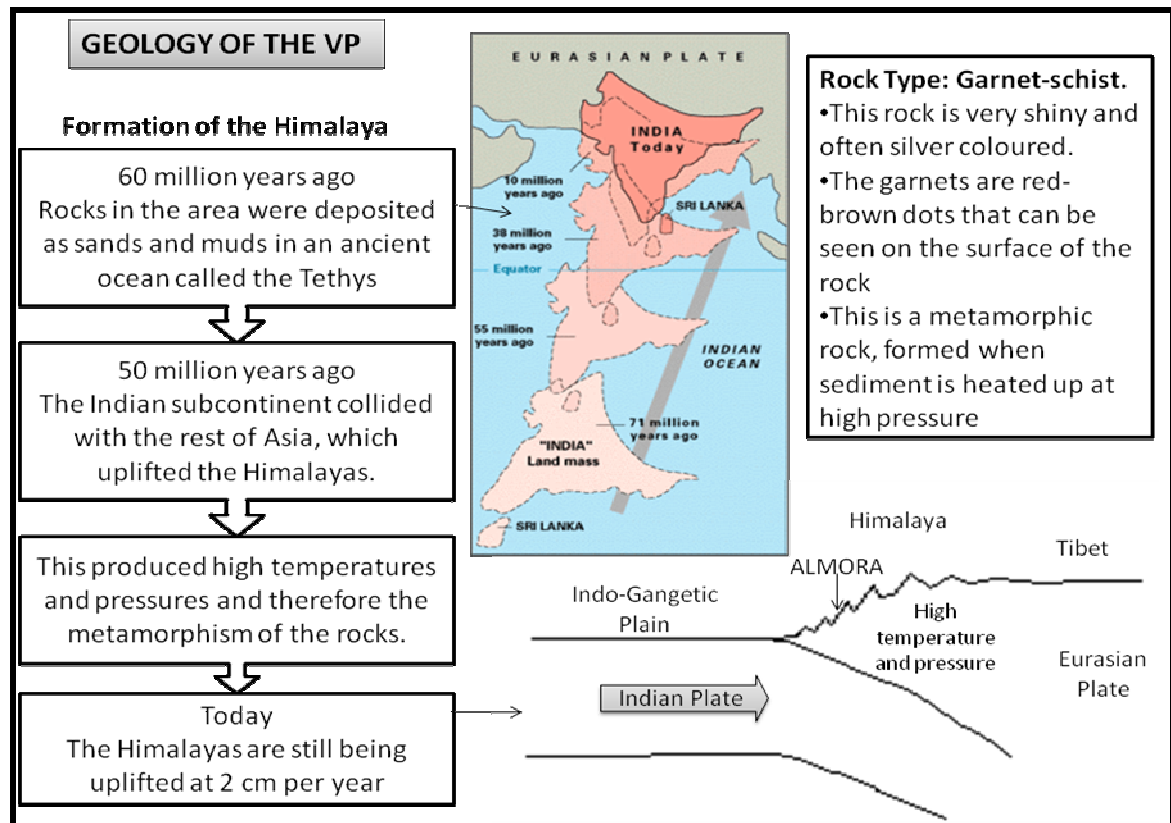 GEOLOGY OF THE VP
Formation of the Himalaya
60 million years ago
Rocks in the area were deposited
as sands and muds in an ancient
ocean called the Tethys
50 million years ago
The Indian subcontinent collided
with the rest of Asia, which
uplifted the Himalayas.
This produced high temperatures
and pressures and therefore the
metamorphism of the rocks.
Today
The Himalayas are still being
uplifted at 2 cm per year
EURASIAN PLATE
INDIA
Today
10 million
years ago
SRI LANKA
38 million
years ago
Equator
55 million
years ago
INDIAN
OCEAN
71 million
years ago
"INDIA"
Land mass
SRI LANKA
Rock Type: Garnet-schist.
•This rock is very shiny and
often silver coloured.
•The garnets are red-
brown dots that can be
seen on the surface of the
rock
•This is a metamorphic
rock, formed when
sediment is heated up at
high pressure
Himalaya
Tibet
ALMORA
Indo-Gangetic
Plain
High
temperature
and pressure
Eurasian
Plate
Indian Plate